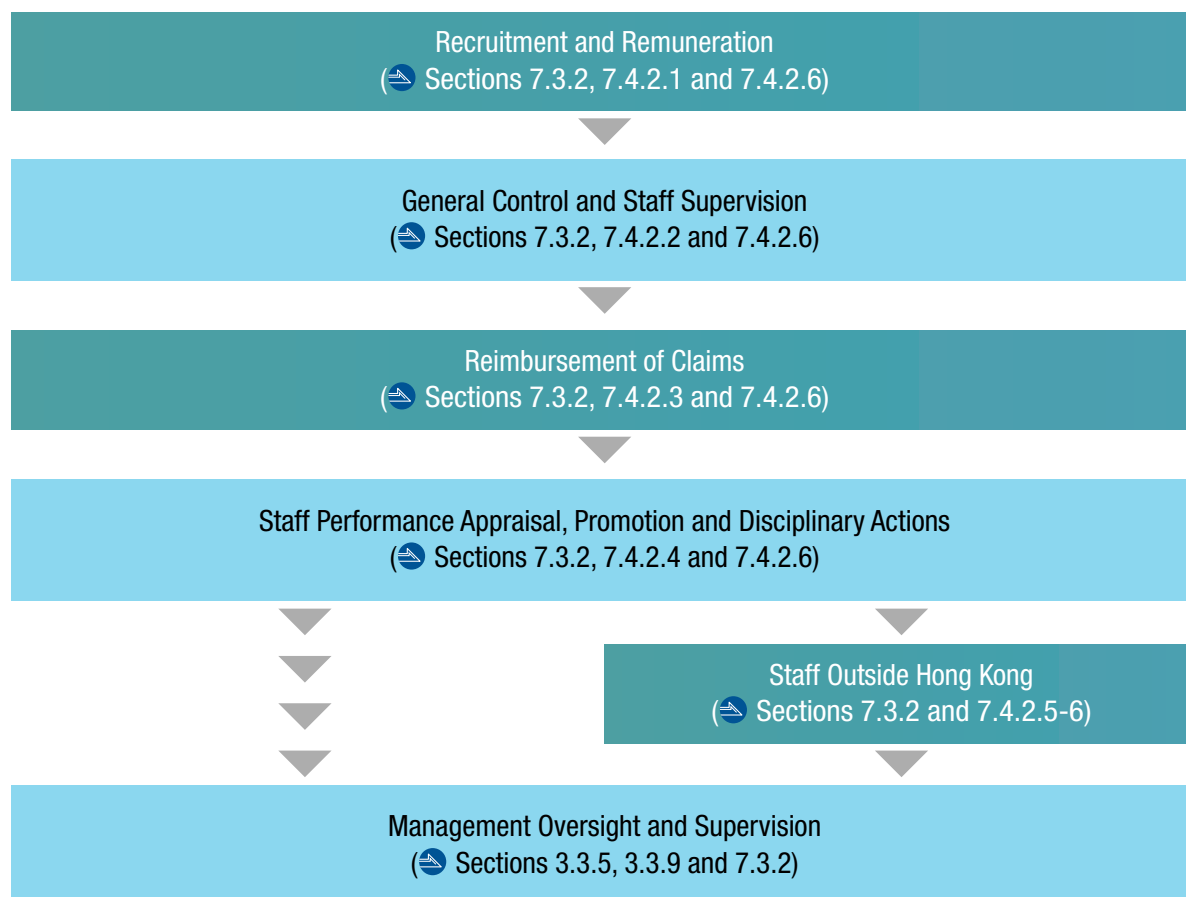 Recruitment and Remuneration
( Sections 7.3.2, 7.4.2.1 and 7.4.2.6)
General Control and Staff Supervision
( Sections 7.3.2, 7.4.2.2 and 7.4.2.6)
Reimbursement of Claims
( Sections 7.3.2, 7.4.2.3 and 7.4.2.6)
Staff Performance Appraisal, Promotion and Disciplinary Actions
( Sections 7.3.2, 7.4.2.4 and 7.4.2.6)
Staff Outside Hong Kong
( Sections 7.3.2 and 7.4.2.5-6)
Management Oversight and Supervision
( Sections 3.3.5, 3.3.9 and 7.3.2)